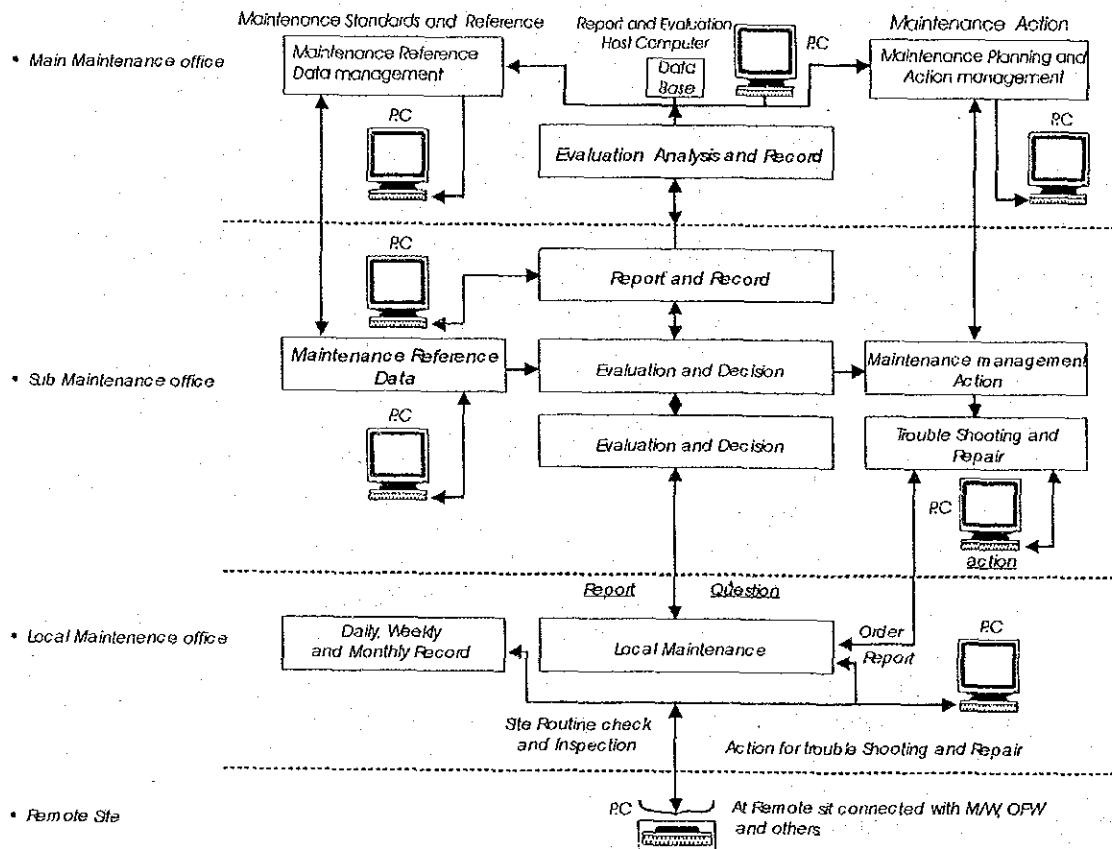 Maintenance Standards and Reference
Report and Evaluation
Host Computer
P.C
Maintenance Action
• Main Maintenance office
Maintenance Reference
Data management
Data
Base
Maintenance Planning and
Action management
P.C
P.C
Evaluation Analysis and Record
P.C
Report and Record
• Sub Maintenance office
Maintenance Reference
Data
Evaluation and Decision
Maintenance management
Action
P.C
Evaluation and Decision
Trouble Shooting and
Repair
P.C
action
Report
Question
• Local Maintenence office
Daily, Weekly
and Monthly Record
Local Maintenance
Order
Report
P.C
Site Routine check
and Inspection
Action for trouble Shooting and Repair
• Remote Site
P.C
At Remote sit connected with M/W, OFW
and others